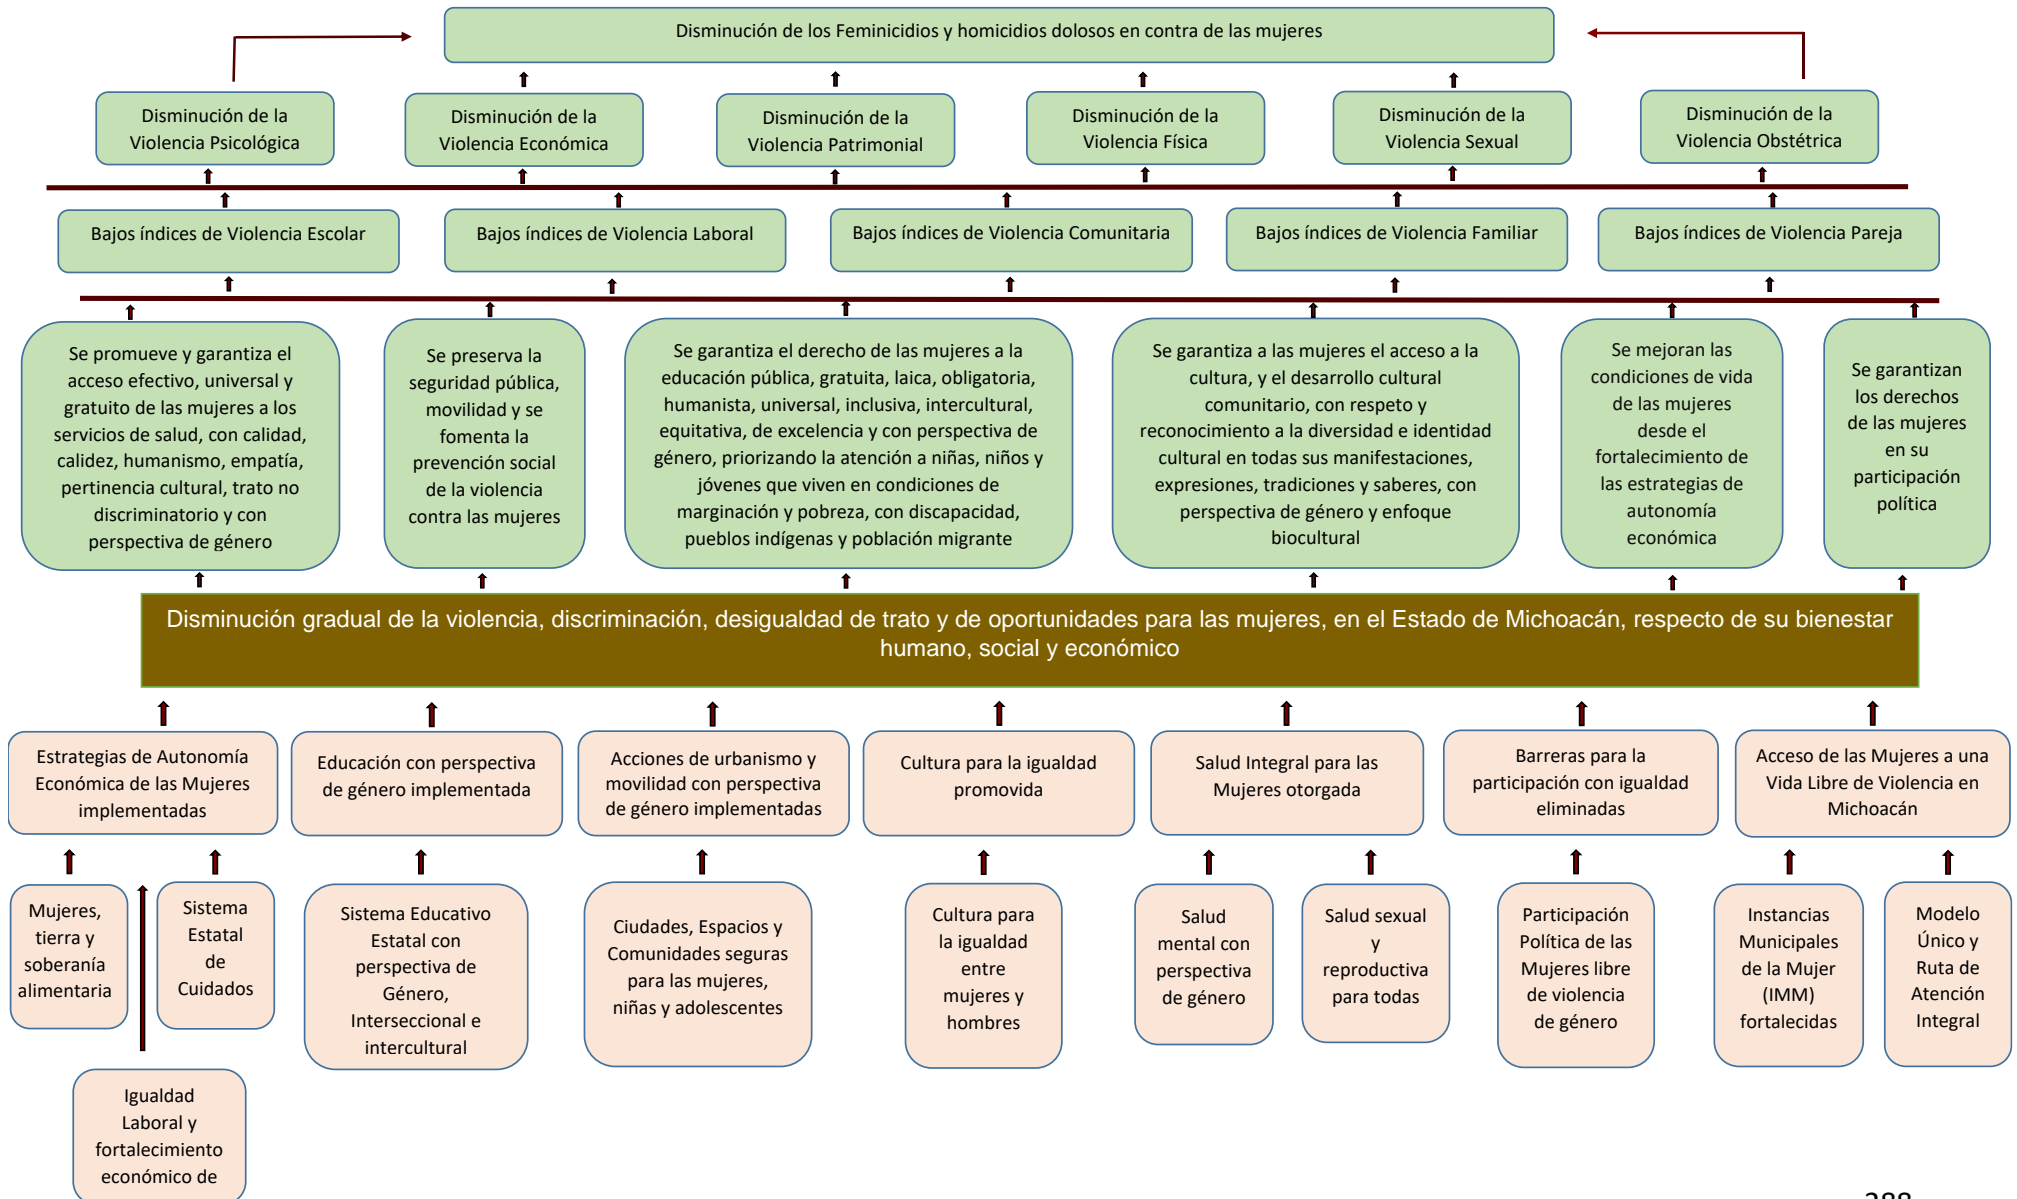 Disminución de los Feminicidios y homicidios dolosos en contra de las mujeres
Disminución de la
Violencia Psicológica
Disminución de la
Violencia Económica
Disminución de la
Violencia Patrimonial
Disminución de la
Violencia Física
Disminución de la
Violencia Sexual
Disminución de la
Violencia Obstétrica
Bajos índices de Violencia Escolar
Bajos índices de Violencia Laboral
Bajos índices de Violencia Comunitaria
Bajos índices de Violencia Familiar
Bajos índices de Violencia Pareja
Se promueve y garantiza el
acceso efectivo, universal y
gratuito de las mujeres a los
servicios de salud, con calidad,
calidez, humanismo, empatía,
pertinencia cultural, trato no
discriminatorio y con
perspectiva de género
Se preserva la
seguridad pública,
movilidad y se
fomenta la
prevención social
de la violencia
contra las mujeres
Se garantiza el derecho de las mujeres a la
educación pública, gratuita, laica, obligatoria,
humanista, universal, inclusiva, intercultural,
equitativa, de excelencia y con perspectiva de
género, priorizando la atención a niñas, niños y
jóvenes que viven en condiciones de
marginación y pobreza, con discapacidad,
pueblos indígenas y población migrante
Se garantiza a las mujeres el acceso a la
cultura, y el desarrollo cultural
comunitario, con respeto y
reconocimiento a la diversidad e identidad
cultural en todas sus manifestaciones,
expresiones, tradiciones y saberes, con
perspectiva de género y enfoque
biocultural
Se mejoran las
condiciones de vida
de las mujeres
desde el
fortalecimiento de
las estrategias de
autonomía
económica
Se garantizan
los derechos
de las mujeres
en su
participación
política
Disminución gradual de la violencia, discriminación, desigualdad de trato y de oportunidades para las mujeres, en el Estado de Michoacán, respecto de su bienestar
humano, social y económico
Estrategias de Autonomía
Económica de las Mujeres
implementadas
Educación con perspectiva
de género implementada
Acciones de urbanismo y
movilidad con perspectiva
de género implementadas
Cultura para la igualdad
promovida
Salud Integral para las
Mujeres otorgada
Barreras para la
participación con igualdad
eliminadas
Acceso de las Mujeres a una
Vida Libre de Violencia en
Michoacán
Mujeres,
tierra y
soberanía
alimentaria
Sistema
Estatal
de
Cuidados
Sistema Educativo
Estatal con
perspectiva de
Género,
Interseccional e
intercultural
Ciudades, Espacios y
Comunidades seguras
para las mujeres,
niñas y adolescentes
Cultura para
la igualdad
entre
mujeres y
hombres
Salud
mental con
perspectiva
de género
Salud sexual
y
reproductiva
para todas
Participación
Política de las
Mujeres libre
de violencia
de género
Instancias
Municipales
de la Mujer
(IMM)
fortalecidas
Modelo
Único y
Ruta de
Atención
Integral
Igualdad
Laboral y
fortalecimiento
económico de